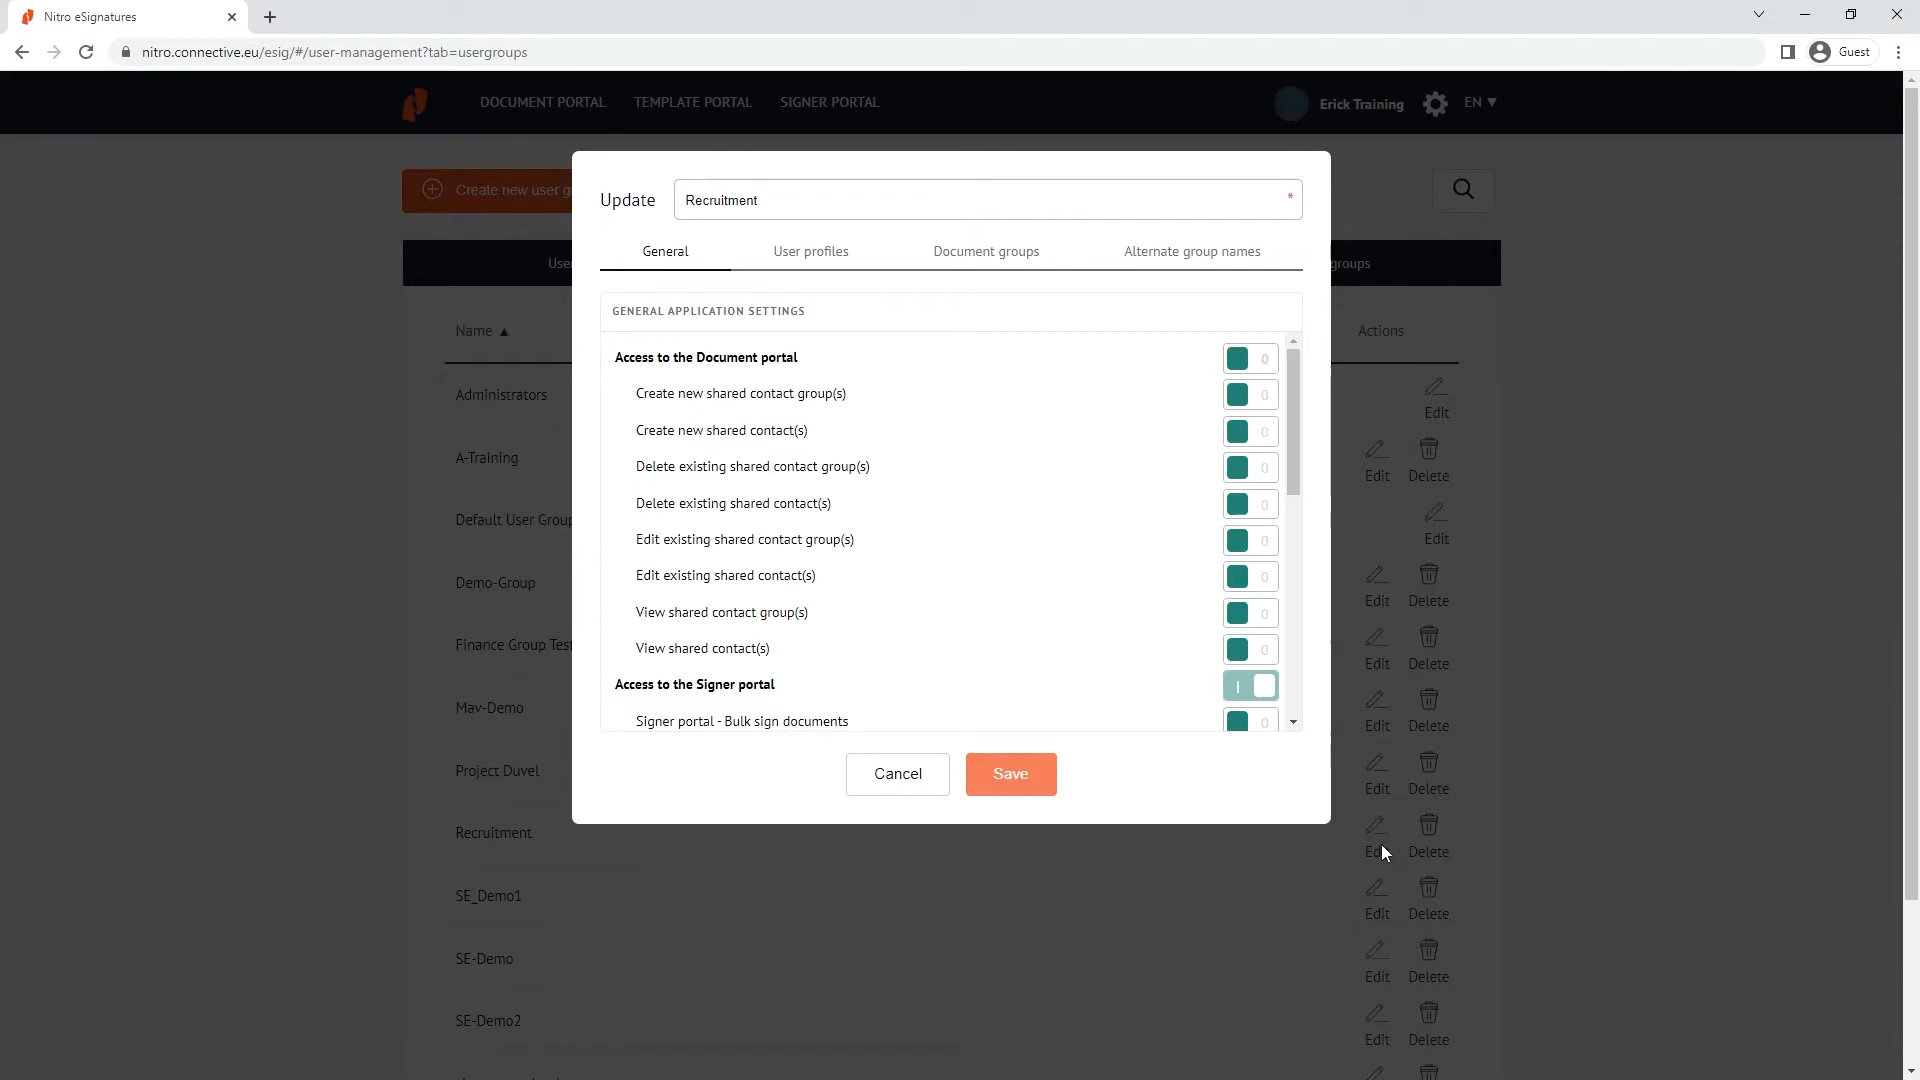 Nitro eSignatures
nitro.connective.eu/esig/#/user-management?tab=usergroups
Guest
DOCUMENT PORTAL
TEMPLATE PORTAL
SIGNER PORTAL
Erick Training
EN ▼
Create new user g
Update
Recruitment
*
General
User profiles
Document groups
Alternate group names
Use
groups
GENERAL APPLICATION SETTINGS
Name ▲
Actions
Access to the Document portal
Create new shared contact group(s)
Create new shared contact(s)
Delete existing shared contact group(s)
Delete existing shared contact(s)
Edit existing shared contact group(s)
Edit existing shared contact(s)
View shared contact group(s)
View shared contact(s)
Access to the Signer portal
Signer portal - Bulk sign documents
Cancel
Save
Administrators
Edit
A-Training
Edit
Delete
Default User Group
Edit
Demo-Group
Edit
Delete
Finance Group Test
Edit
Delete
Mav-Demo
Edit
Delete
Project Duvel
Edit
Delete
Recruitment
Edit
Delete
SE_Demo1
Edit
Delete
SE-Demo
Edit
Delete
SE-Demo2
Edit
Delete